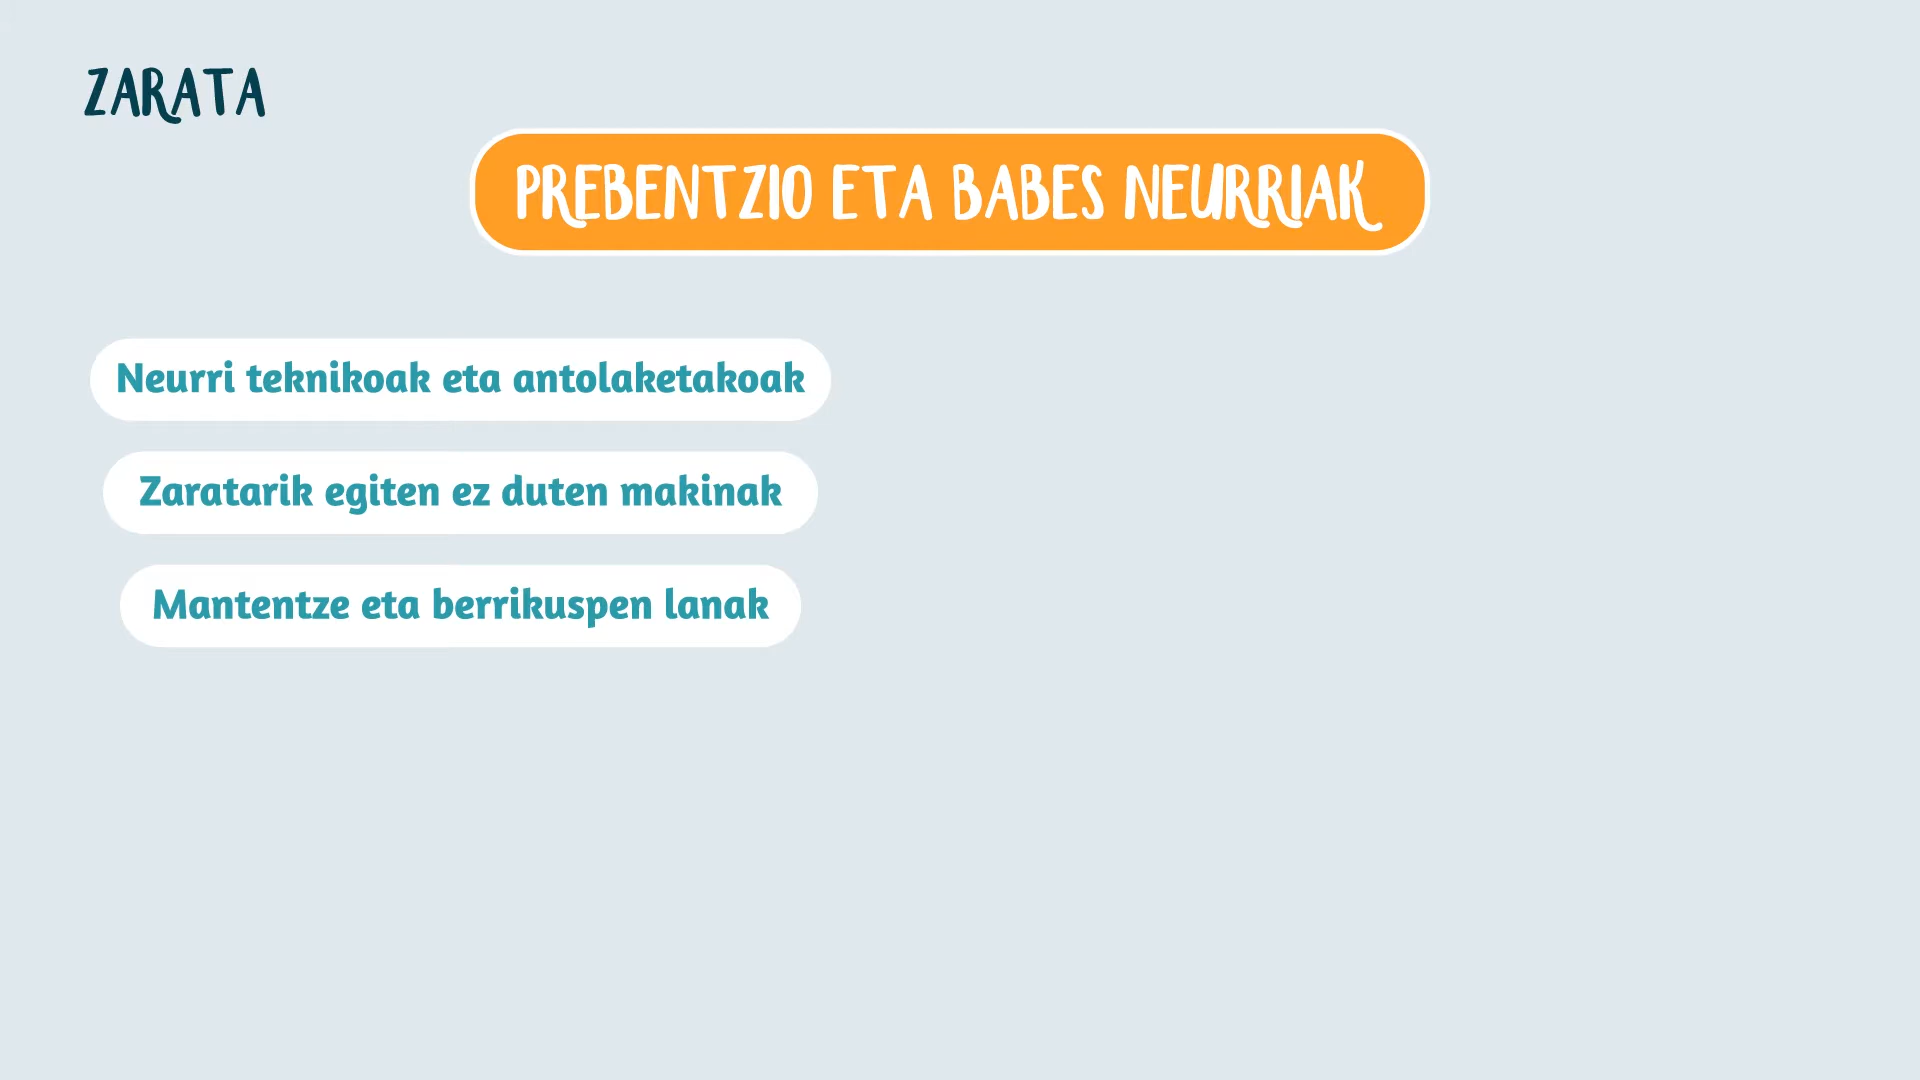 ZARATA
PREBENTZIO ETA BABES NEURRIAK
Neurri teknikoak eta antolaketakoak
Zaratarik egiten ez duten makinak
Mantentze eta berrikuspen lanak